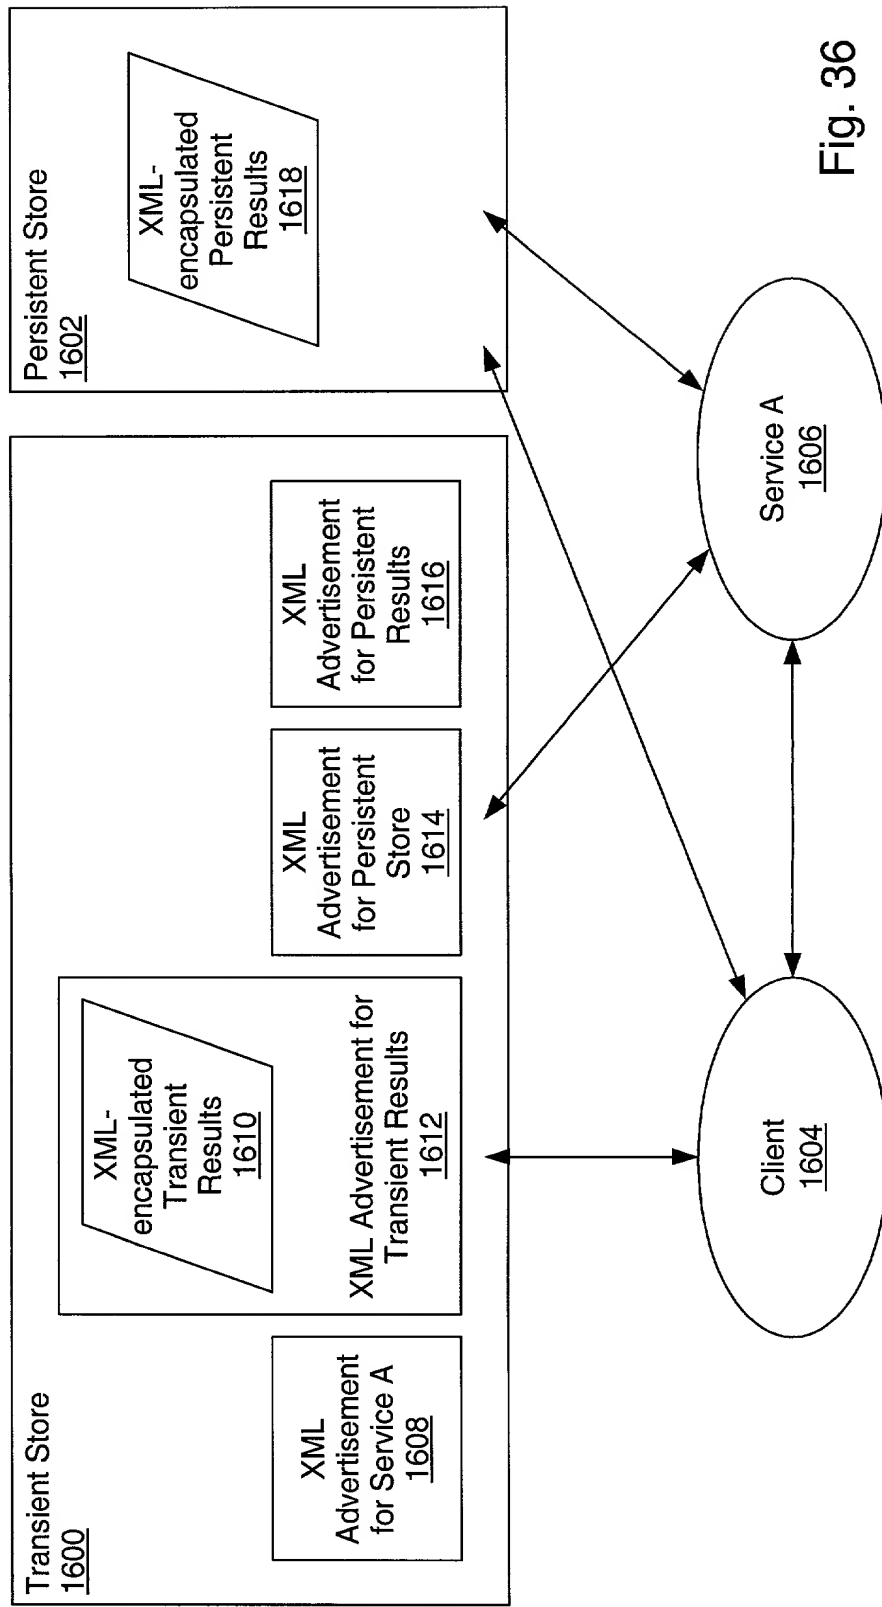 Transient Store
1600
XML
Advertisement
for Service A
1608
XML-
encapsulated
Transient
Results
1610
XML Advertisement for
Transient Results
1612
XML
Advertisement
for Persistent
Store
1614
XML
Advertisement
for Persistent
Results
1616
Persistent Store
1602
XML-
encapsulated
Persistent
Results
1618
Client
1604
Service A
1606
Fig. 36